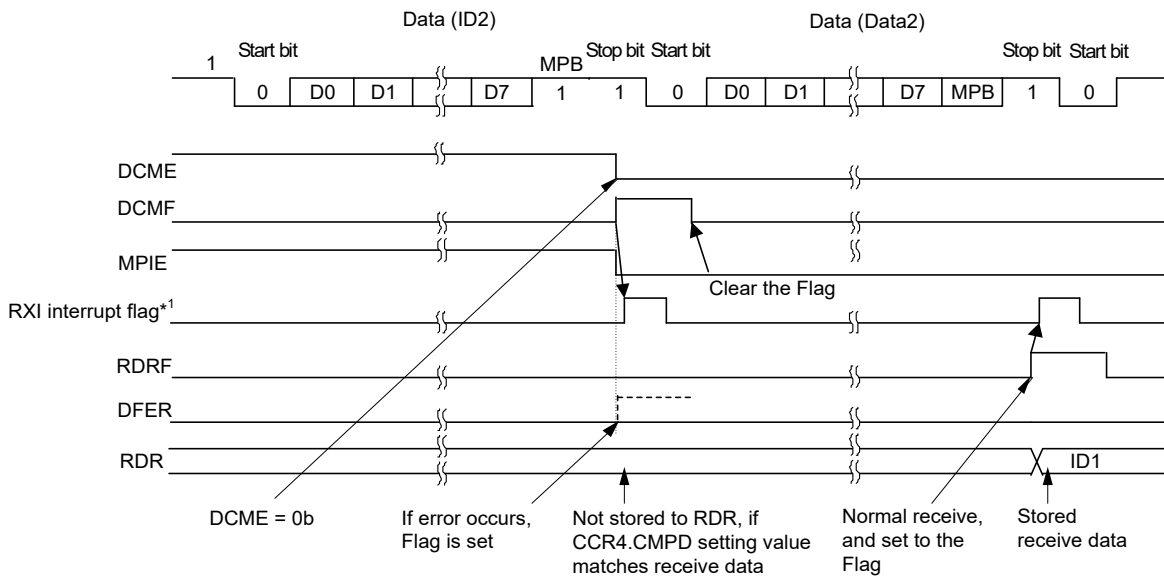 Data (ID2) Data (Data2)
Start bit MPB Stop bit Start bit Stop bit Start bit
1 0 D0 D1 D7 1 1 0 D0 D1 D7 MPB 1 0
DCME
DCMF
MPIE
Clear the Flag
RXI interrupt flag*1
RDRF
DFER
RDR ID1
DCME = 0b
If error occurs,
Flag is set
Not stored to RDR, if
CCR4.CMPD setting value
matches receive data
Normal receive,
and set to the
Flag
Stored
receive data